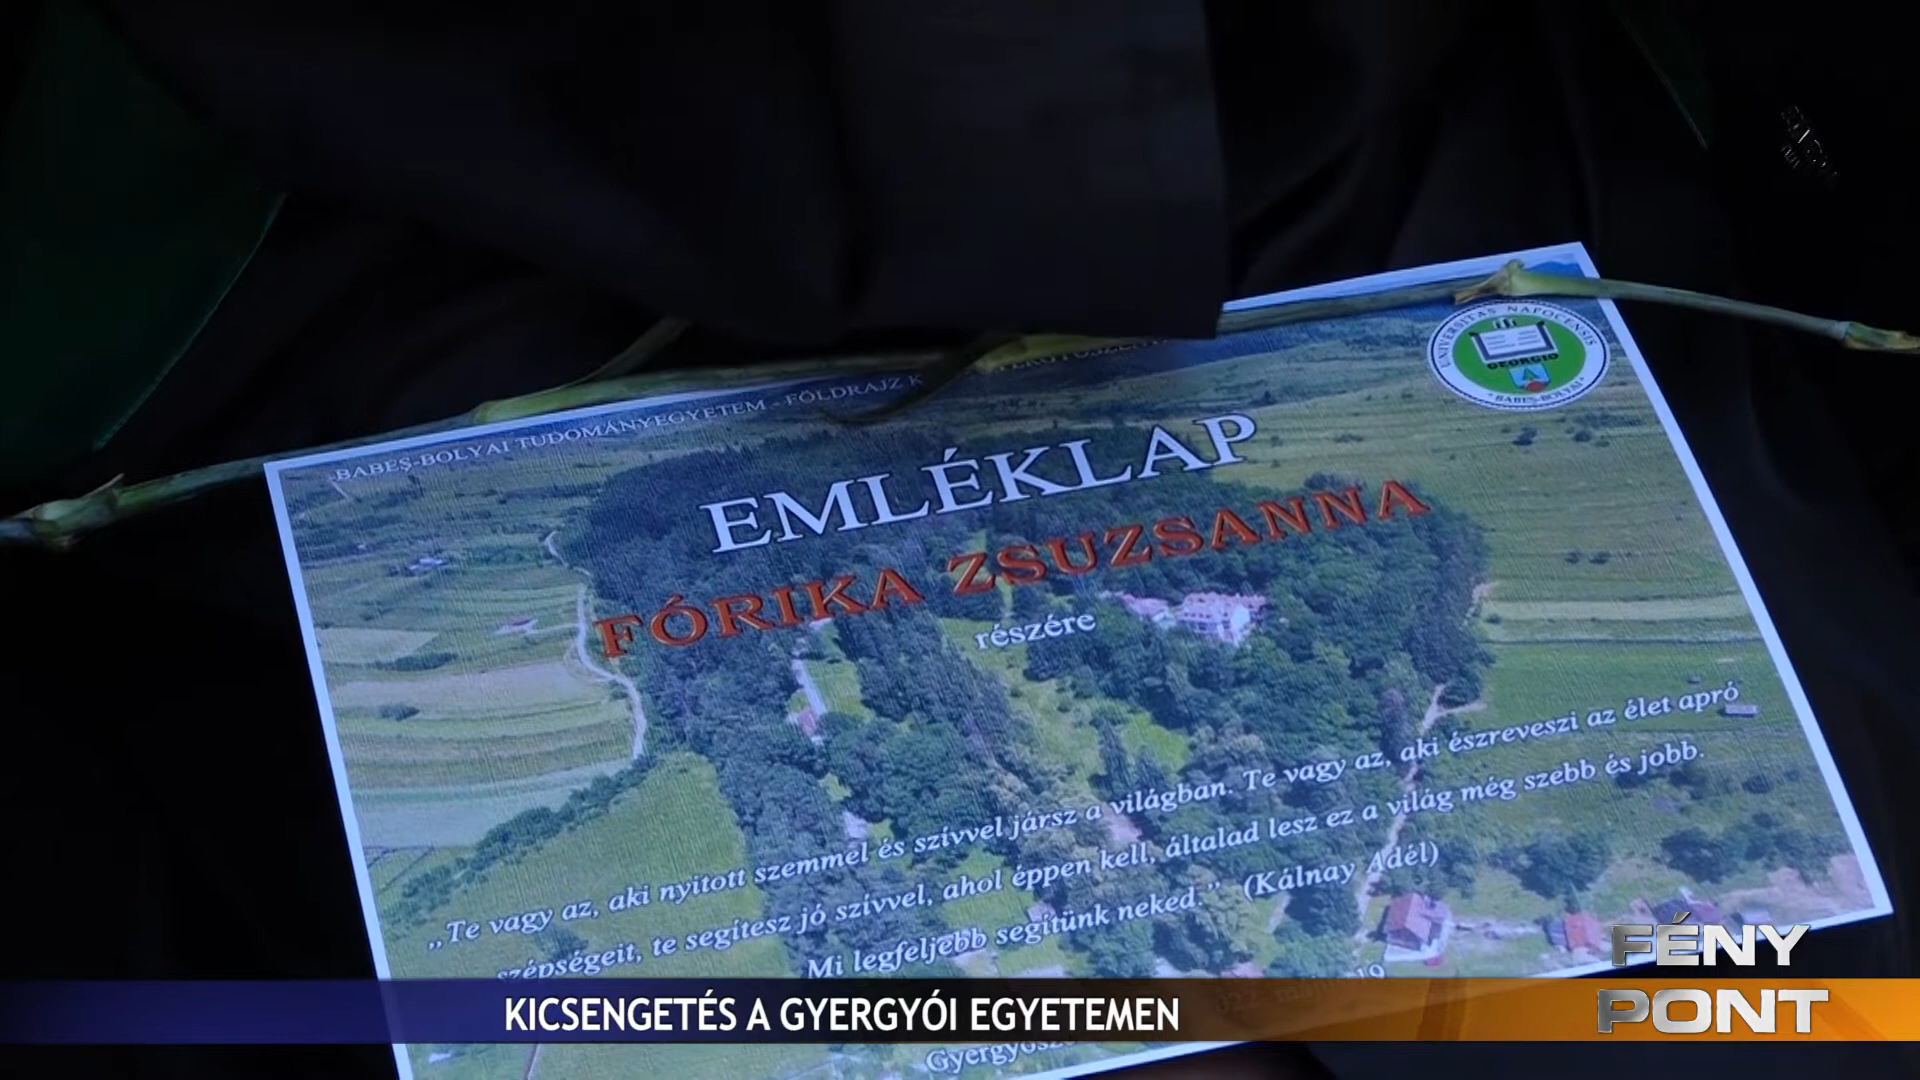 BABEŞ-BOLYAI TUDOMÁNYEGYETEM - FÖLDRAJZ
UNIVERSITAS NAPOCENSIS
GEORGIO
BABEŞ-BOLYAI
EMLÉKLAP
FÓRIKA ZSUZSANNA
részére
„Te vagy az, aki nyitott szemmel és szívvel jársz a világban. Te vagy az, aki észreveszi az élet apró
szépségeit, te segítesz jó szívvel, ahol éppen kell, általad lesz ez a világ még szebb és jobb.
Mi legfeljebb segítünk neked.” (Kálnay Adél)
KICSENGETÉS A GYERGYÓI EGYETEMEN
FÉNY
PONT